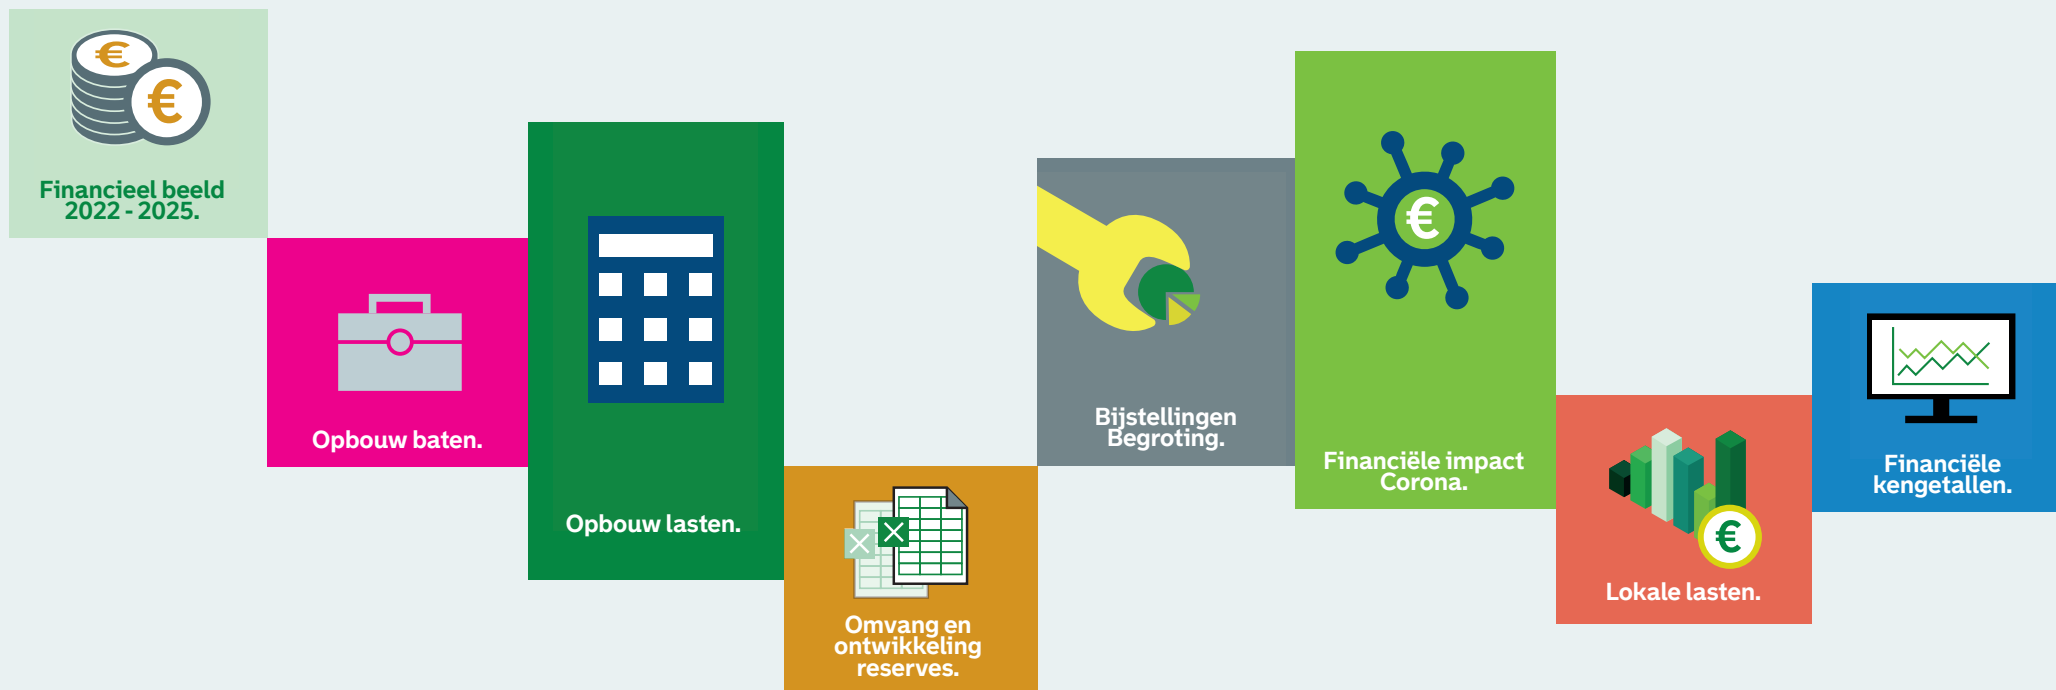 Financieel beeld
2022 - 2025.
Opbouw baten.
Opbouw lasten.
Omvang en
ontwikkeling
reserves.
Bijstellingen
Begroting.
Financiële impact
Corona.
Lokale lasten.
Financiële
kengetallen.